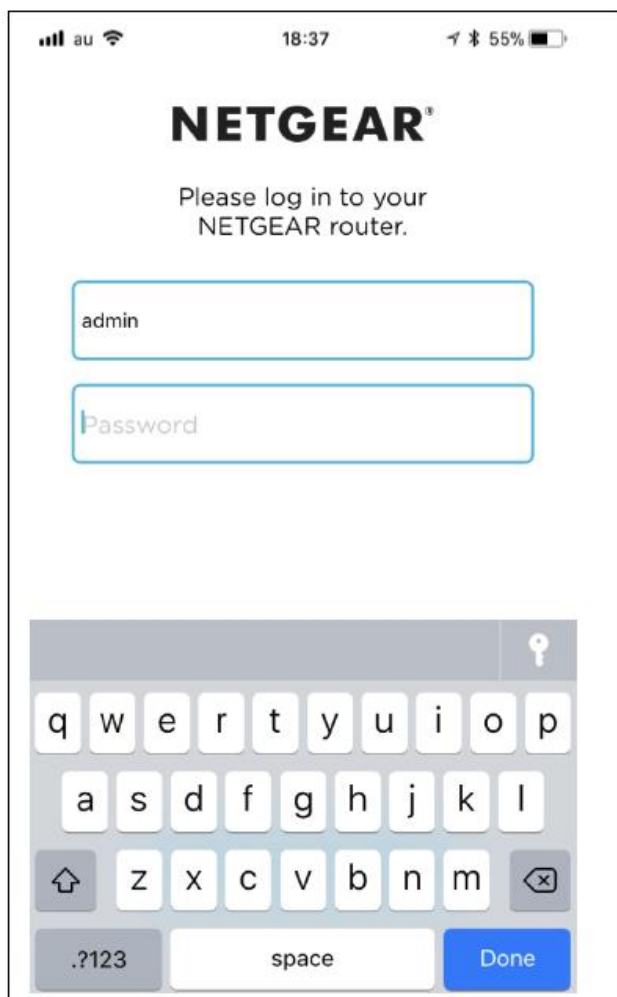 au 18:37 55%
NETGEAR®
Please log in to your
NETGEAR router.
admin
Password
q w e r t y u i o p
a s d f g h j k l
z x c v b n m
.?123 space Done